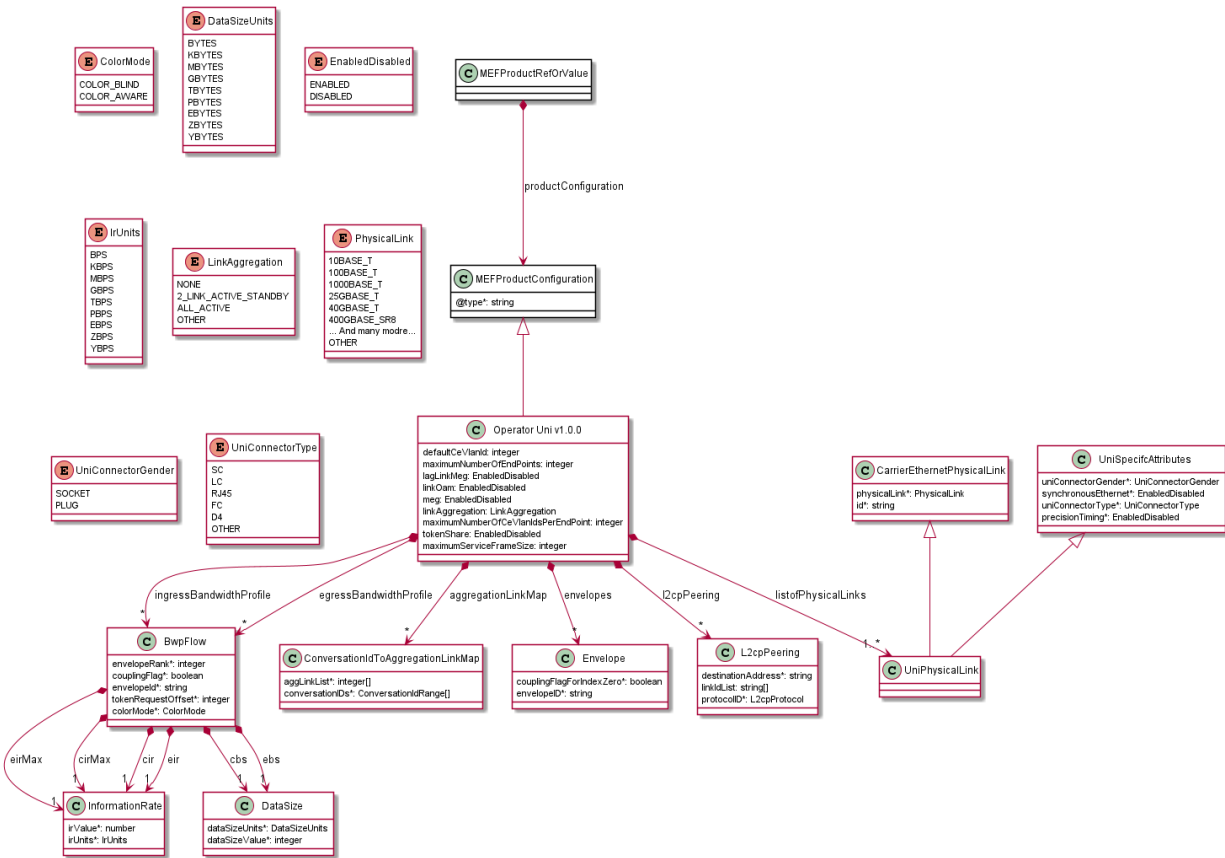 E ColorMode
COLOR_BLIND
COLOR_AWARE
E DataSizeUnits
BYTES
KBYTES
MBYTES
GBYTES
TBYTES
PBYTES
EBYTES
ZBYTES
YBYTES
E EnabledDisabled
ENABLED
DISABLED
C MEFProductRefOrValue
productConfiguration
E IrUnits
BPS
KBPS
MBPS
GBPS
TBPS
PBPS
EBPS
ZBPS
YBPS
E LinkAggregation
NONE
2_LINK_ACTIVE_STANDBY
ALL_ACTIVE
OTHER
E PhysicalLink
10BASE_T
100BASE_T
1000BASE_T
25GBASE_T
40GBASE_T
400GBASE_SR8
... And many modre...
OTHER
C MEFProductConfiguration
@type*: string
E UniConnectorGender
SOCKET
PLUG
E UniConnectorType
SC
LC
RJ45
FC
D4
OTHER
C Operator Uni v1.0.0
defaultCeVlanId: integer
maximumNumberOfEndPoints: integer
lagLinkMeg: EnabledDisabled
linkOam: EnabledDisabled
meg: EnabledDisabled
linkAggregation: LinkAggregation
maximumNumberOfCeVlanIdsPerEndPoint: integer
tokenShare: EnabledDisabled
maximumServiceFrameSize: integer
C CarrierEthernetPhysicalLink
physicalLink*: PhysicalLink
id*: string
C UniSpecifcAttributes
uniConnectorGender*: UniConnectorGender
synchronousEthernet*: EnabledDisabled
uniConnectorType*: UniConnectorType
precisionTiming*: EnabledDisabled
ingressBandwidthProfile
egressBandwidthProfile
aggregationLinkMap
envelopes
l2cpPeering
listofPhysicalLinks
*
*
*
*
*
1..*
C BwpFlow
envelopeRank*: integer
couplingFlag*: boolean
envelopeId*: string
tokenRequestOffset*: integer
colorMode*: ColorMode
C ConversationIdToAggregationLinkMap
aggLinkList*: integer[]
conversationIDs*: ConversationIdRange[]
C Envelope
couplingFlagForIndexZero*: boolean
envelopeID*: string
C L2cpPeering
destinationAddress*: string
linkIdList: string[]
protocolID*: L2cpProtocol
C UniPhysicalLink
eirMax
cirMax
cir
eir
cbs
ebs
1
1
1
1
1
1
C InformationRate
irValue*: number
irUnits*: IrUnits
C DataSize
dataSizeUnits*: DataSizeUnits
dataSizeValue*: integer